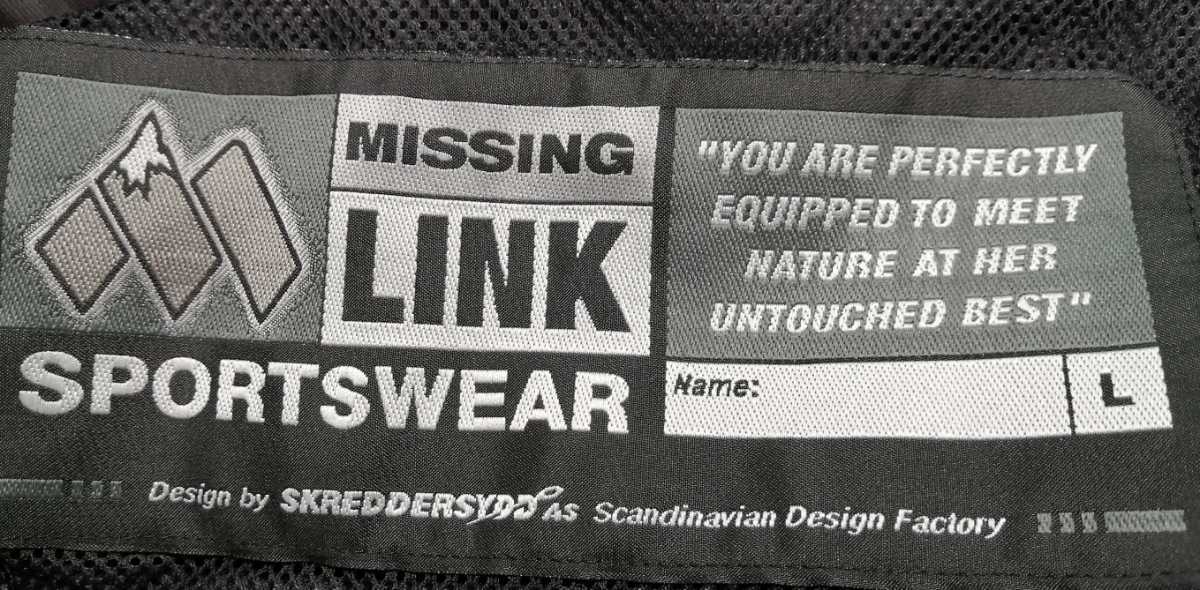 MISSING
LINK
SPORTSWEAR
"YOU ARE PERFECTLY
EQUIPPED TO MEET
NATURE AT HER
UNTOUCHED BEST"
Name:
L
Design by SKREDDERSYDD AS Scandinavian Design Factory